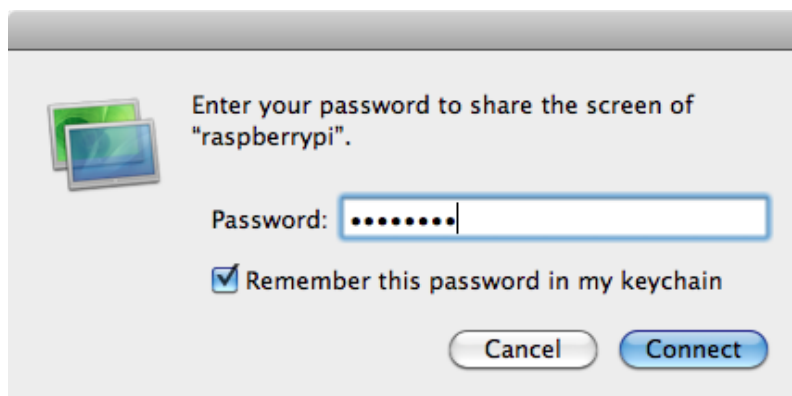 Enter your password to share the screen of
“raspberrypi”.
Password: ••••••••
Remember this password in my keychain
Cancel Connect